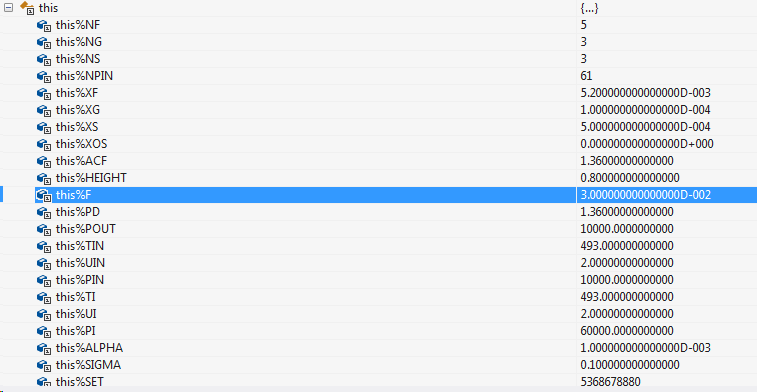 this {...}
this%NF 5
this%NG 3
this%NS 3
this%NPIN 61
this%XF 5.200000000000000D-003
this%XG 1.000000000000000D-004
this%XS 5.000000000000000D-004
this%XOS 0.000000000000000D+000
this%ACF 1.36000000000000
this%HEIGHT 0.800000000000000
this%F 3.000000000000000D-002
this%PD 1.36000000000000
this%POUT 10000.0000000000
this%TIN 493.000000000000
this%UIN 2.00000000000000
this%PIN 10000.0000000000
this%TI 493.000000000000
this%UI 2.00000000000000
this%PI 60000.0000000000
this%ALPHA 1.000000000000000D-003
this%SIGMA 0.100000000000000
this%SET 5368678880